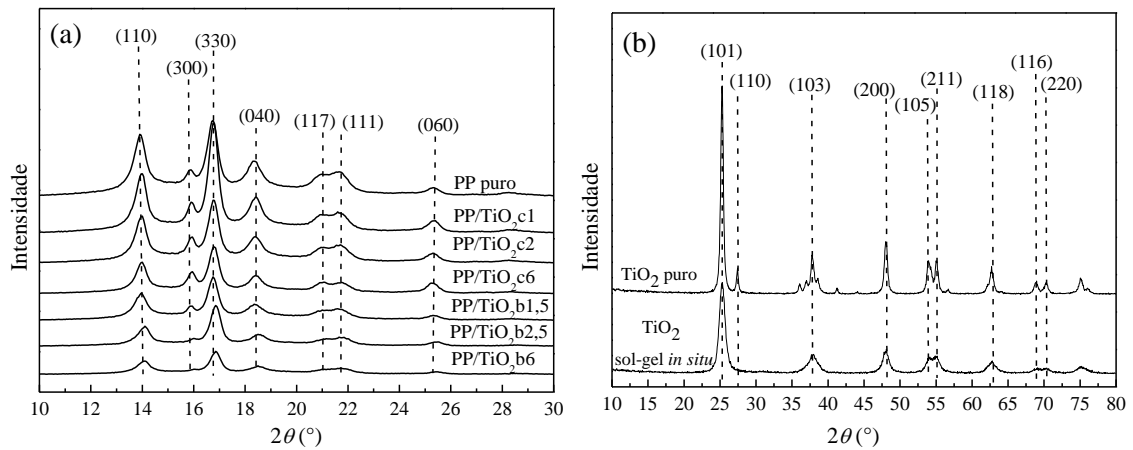 (a)
(110)
(300)
(330)
(040)
(117)
(111)
(060)
PP puro
PP/TiO2c1
PP/TiO2c2
PP/TiO2c6
PP/TiO2b1,5
PP/TiO2b2,5
PP/TiO2b6
Intensidade
10 12 14 16 18 20 22 24 26 28 30
2θ (°)
(b)
(101)
(110)
(103)
(200)
(105)
(211)
(118)
(116)
(220)
TiO2 puro
TiO2
sol-gel in situ
Intensidade
10 15 20 25 30 35 40 45 50 55 60 65 70 75 80
2θ (°)